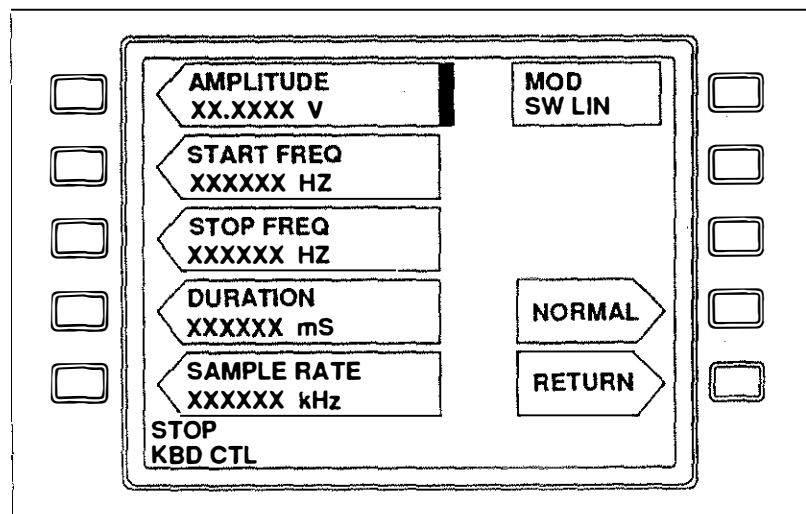 AMPLITUDE
XX.XXXX V
MOD
SW LIN
START FREQ
XXXXXX HZ
STOP FREQ
XXXXXX HZ
DURATION
XXXXXX mS
NORMAL
SAMPLE RATE
XXXXXX kHz
RETURN
STOP
KBD CTL